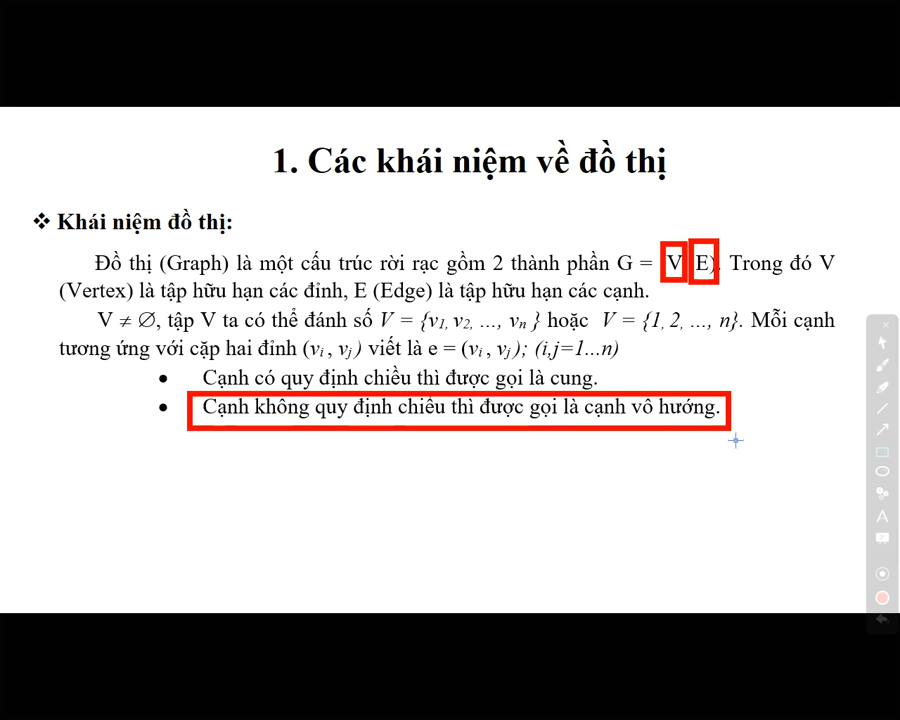 1. Các khái niệm về đồ thị
❖ Khái niệm đồ thị:
Đồ thị (Graph) là một cấu trúc rời rạc gồm 2 thành phần G = V E). Trong đó V
(Vertex) là tập hữu hạn các đỉnh, E (Edge) là tập hữu hạn các cạnh.
V ≠ ∅, tập V ta có thể đánh số V = {v1, v2, ..., vn } hoặc V = {1, 2, ..., n}. Mỗi cạnh
tương ứng với cặp hai đỉnh (vi , vj ) viết là e = (vi , vj ); (i,j=1...n)
• Cạnh có quy định chiều thì được gọi là cung.
• Cạnh không quy định chiều thì được gọi là cạnh vô hướng.